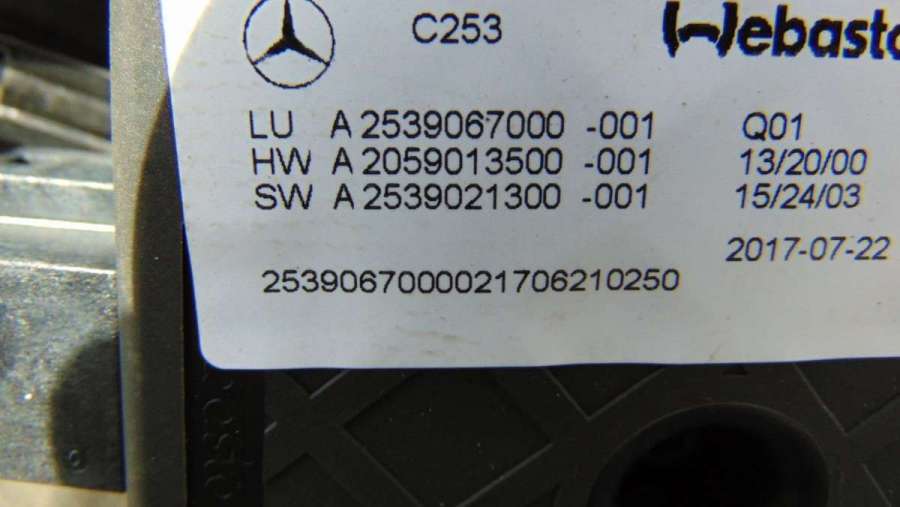 C253 Webasto
LU A 2539067000 -001 Q01
HW A 2059013500 -001 13/20/00
SW A 2539021300 -001 15/24/03
2017-07-22
2539067000021706210250